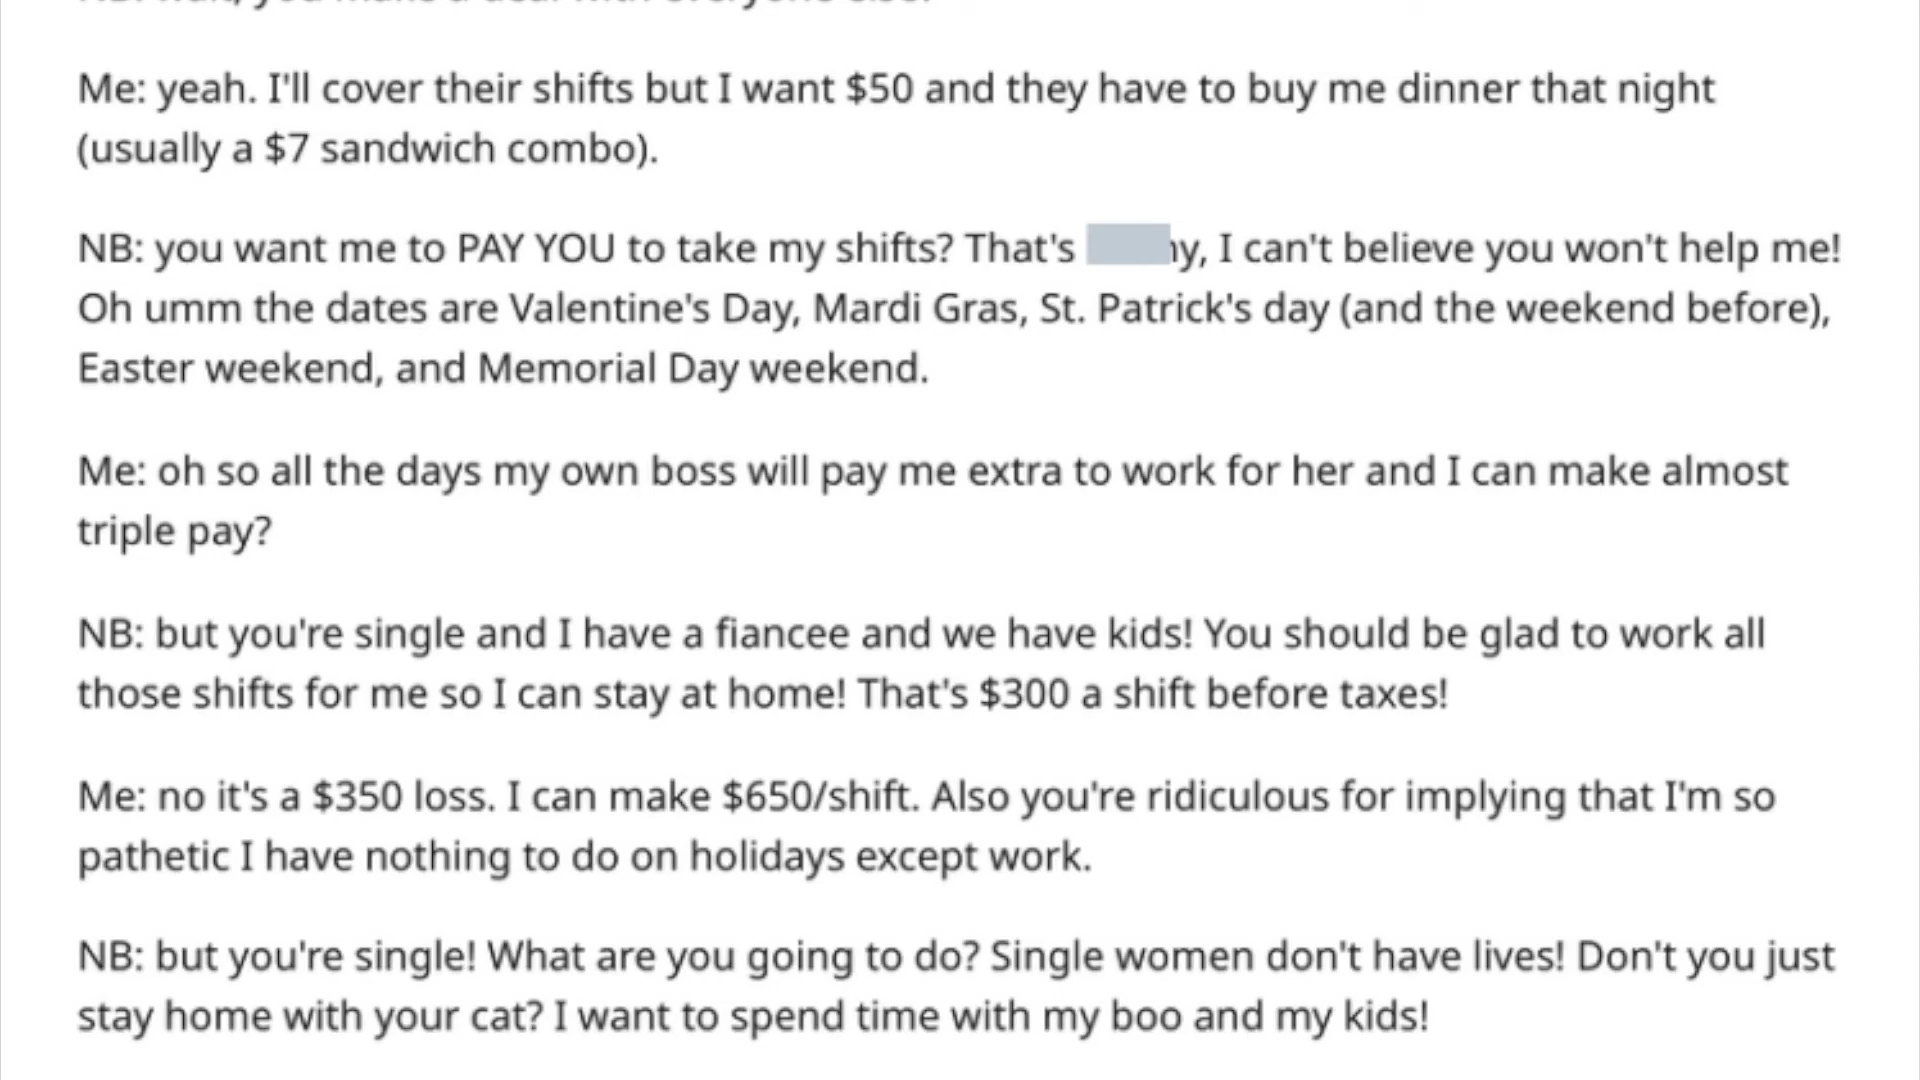 Me: yeah. I'll cover their shifts but I want $50 and they have to buy me dinner that night
(usually a $7 sandwich combo).
NB: you want me to PAY YOU to take my shifts? That's y, I can't believe you won't help me!
Oh umm the dates are Valentine's Day, Mardi Gras, St. Patrick's day (and the weekend before),
Easter weekend, and Memorial Day weekend.
Me: oh so all the days my own boss will pay me extra to work for her and I can make almost
triple pay?
NB: but you're single and I have a fiancee and we have kids! You should be glad to work all
those shifts for me so I can stay at home! That's $300 a shift before taxes!
Me: no it's a $350 loss. I can make $650/shift. Also you're ridiculous for implying that I'm so
pathetic I have nothing to do on holidays except work.
NB: but you're single! What are you going to do? Single women don't have lives! Don't you just
stay home with your cat? I want to spend time with my boo and my kids!